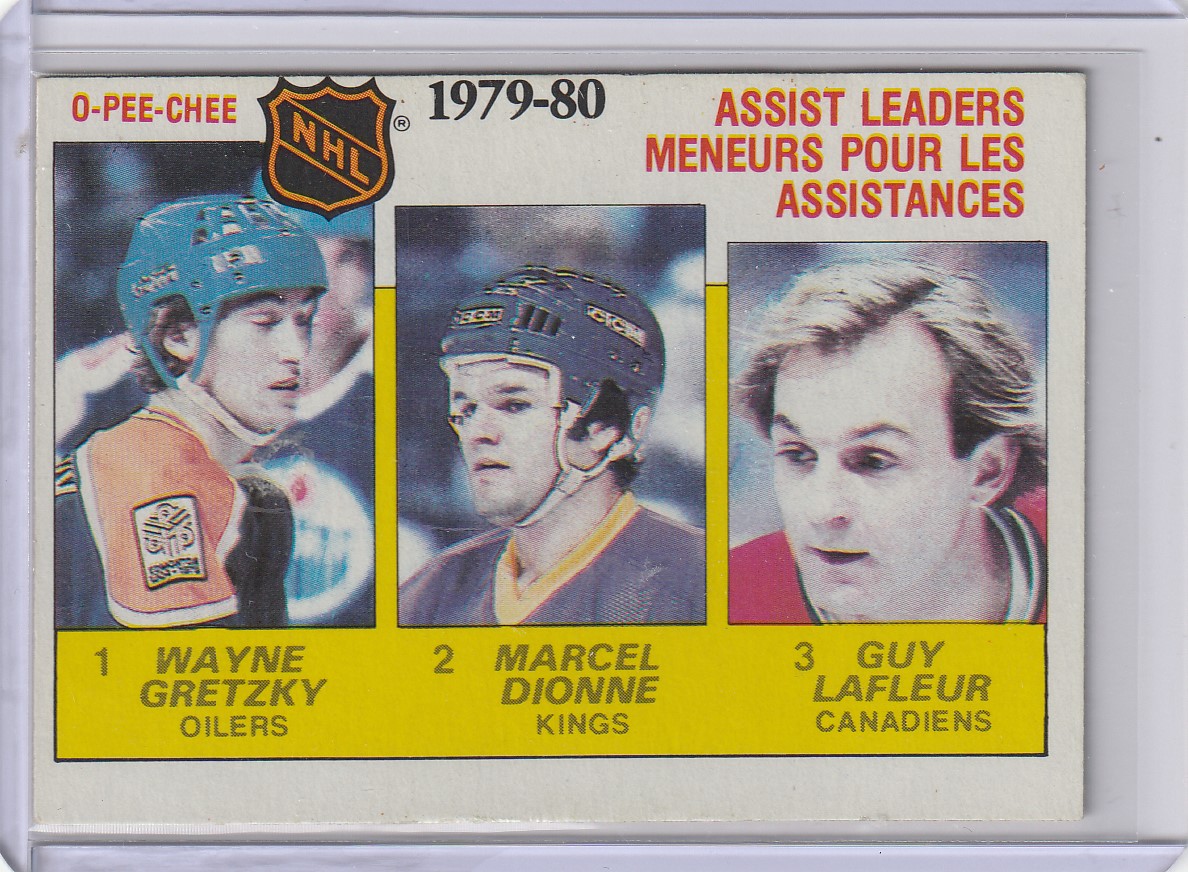 O-PEE-CHEE
NHL
®
1979-80
ASSIST LEADERS
MENEURS POUR LES
ASSISTANCES
CCM
1 WAYNE
GRETZKY
OILERS
2 MARCEL
DIONNE
KINGS
3 GUY
LAFLEUR
CANADIENS